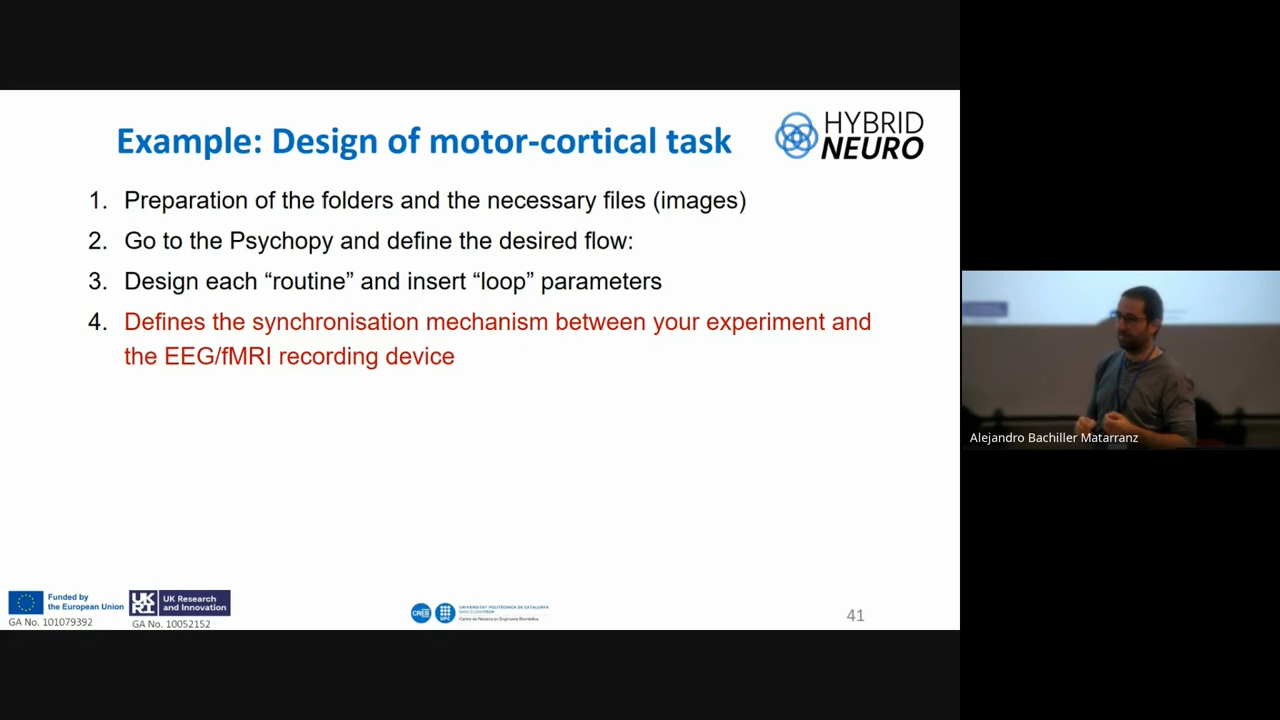 Example: Design of motor-cortical task
HYBRID
NEURO
1. Preparation of the folders and the necessary files (images)
2. Go to the Psychopy and define the desired flow:
3. Design each “routine” and insert “loop” parameters
4. Defines the synchronisation mechanism between your experiment and
the EEG/fMRI recording device
Alejandro Bachiller Matarranz
Funded by
the European Union
GA No. 101079392
UK
RI
UK Research
and Innovation
GA No. 10052152
CREB
UPC
UNIVERSITAT POLITÈCNICA DE CATALUNYA
BARCELONATECH
Centre de Recerca en Enginyeria Biomèdica
41